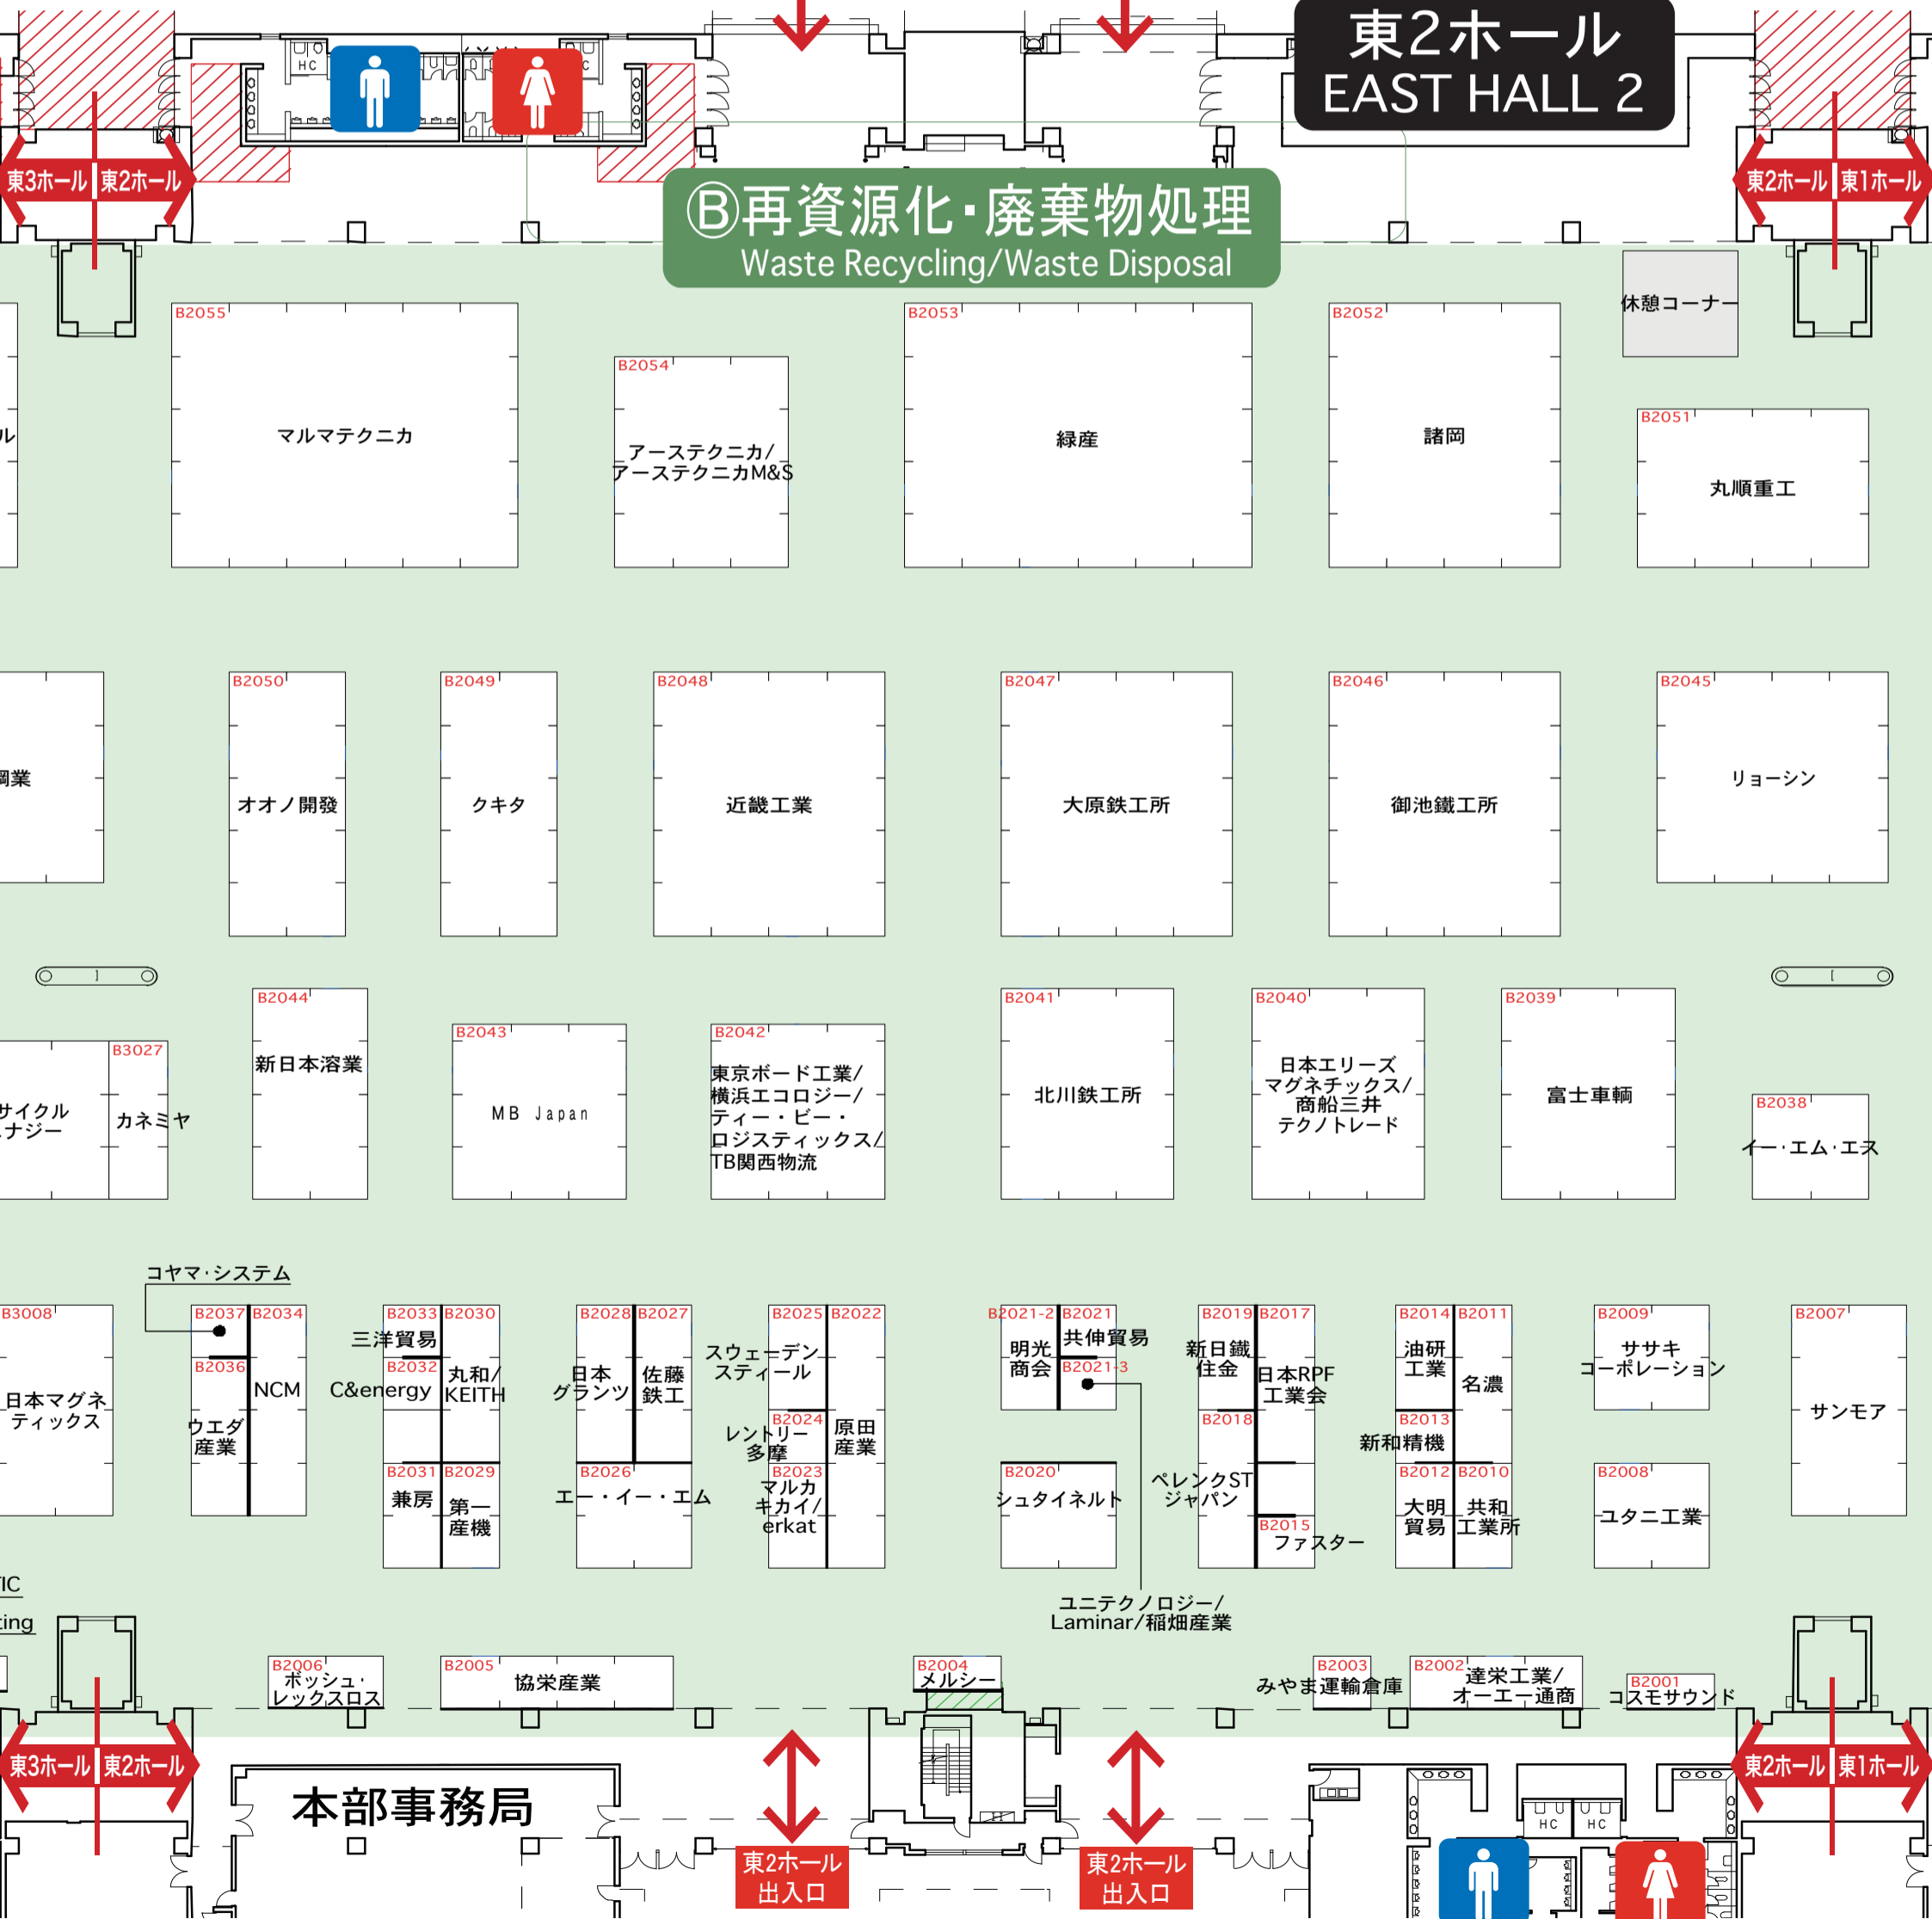 東2ホール
EAST HALL 2
HC
東3ホール 東2ホール
東2ホール 東1ホール
Ⓑ再資源化・廃棄物処理
Waste Recycling/Waste Disposal
休憩コーナー
B2055
マルマテクニカ
B2054
アーステクニカ/
アーステクニカM&S
B2053
緑産
B2052
諸岡
B2051
丸順重工
ル
鋼業
B2050
オオノ開發
B2049
クキタ
B2048
近畿工業
B2047
大原鉄工所
B2046
御池鐵工所
B2045
リョーシン
サイクル
ナジー
B3027
カネミヤ
B2044
新日本溶業
B2043
MB Japan
B2042
東京ボード工業/
横浜エコロジー/
ティー・ビー・
ロジスティックス/
TB関西物流
B2041
北川鉄工所
B2040
日本エリーズ
マグネチックス/
商船三井
テクノトレード
B2039
富士車輌
B2038
イー・エム・エス
B3008
日本マグネ
ティックス
コヤマ・システム
B2037
B2034
NCM
B2036
ウエダ
産業
B2033
三洋貿易
B2030
丸和/
KEITH
B2032
C&energy
B2031
兼房
B2029
第一
産機
B2028
日本
グランツ
B2027
佐藤
鉄工
B2026
エー・イー・エム
B2025
スウェーデン
スティール
B2022
原田
産業
B2024
レントリー
多摩
B2023
マルカ
キカイ/
erkat
B2021-2
明光
商会
B2021
共伸貿易
B2021-3
ユニテクノロジー/
Laminar/稲畑産業
B2020
シュタイネルト
B2019
新日鐵
住金
B2017
日本RPF
工業会
B2018
ペレンクST
ジャパン
B2015
ファスター
B2014
油研
工業
B2011
名濃
B2013
新和精機
B2012
大明
貿易
B2010
共和
工業所
B2009
ササキ
コーポレーション
B2008
ユタニ工業
B2007
サンモア
TIC
ting
B2006
ボッシュ・
レックスロス
B2005
協栄産業
B2004
メルシー
B2003
みやま運輸倉庫
B2002
達栄工業/
オーエー通商
B2001
コスモサウンド
東3ホール 東2ホール
東2ホール 東1ホール
本部事務局
東2ホール
出入口
東2ホール
出入口
HC
HC